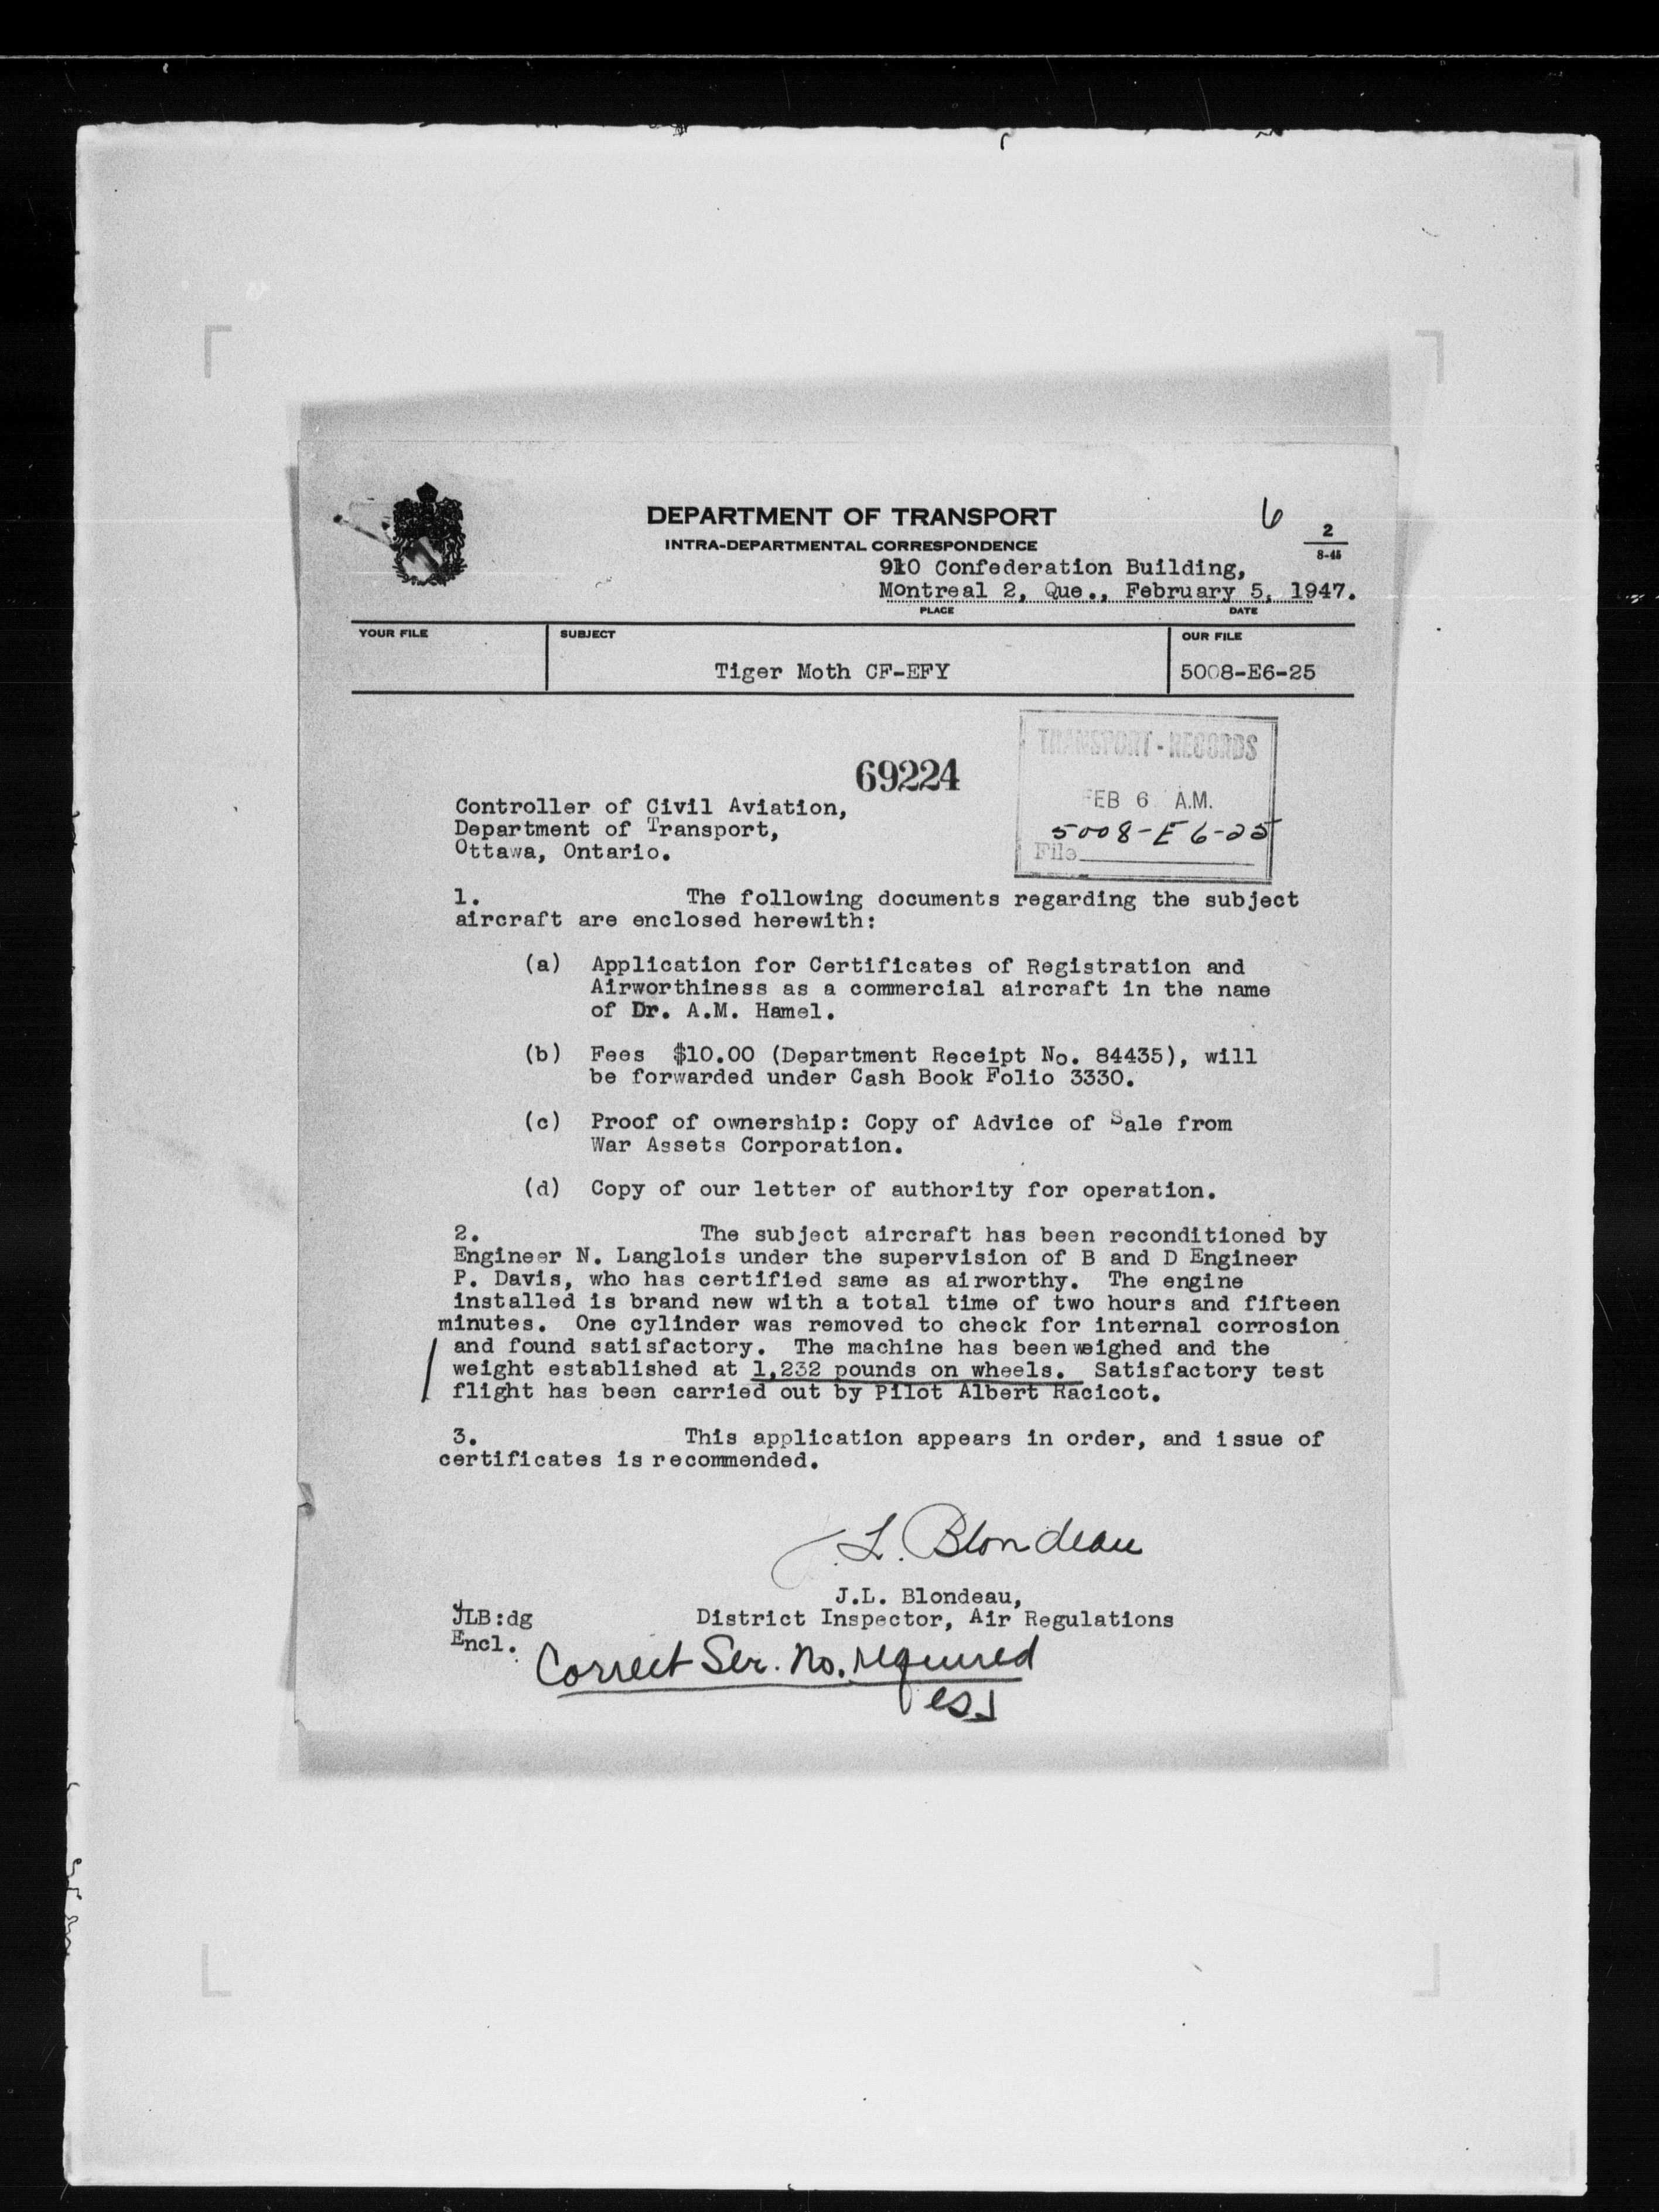 DEPARTMENT OF TRANSPORT
INTRA-DEPARTMENTAL CORRESPONDENCE
6
2
8-45
910 Confederation Building,
Montreal 2, Que., February 5, 1947.
PLACE DATE
YOUR FILE SUBJECT OUR FILE
Tiger Moth CF-EFY 5008-E6-25
TRANSPORT - RECORDS
69224
FEB 6 A.M.
5008-E6-25
File
Controller of Civil Aviation,
Department of Transport,
Ottawa, Ontario.
1. The following documents regarding the subject
aircraft are enclosed herewith:
(a) Application for Certificates of Registration and
Airworthiness as a commercial aircraft in the name
of Dr. A.M. Hamel.
(b) Fees $10.00 (Department Receipt No. 84435), will
be forwarded under Cash Book Folio 3330.
(c) Proof of ownership: Copy of Advice of Sale from
War Assets Corporation.
(d) Copy of our letter of authority for operation.
2. The subject aircraft has been reconditioned by
Engineer N. Langlois under the supervision of B and D Engineer
P. Davis, who has certified same as airworthy. The engine
installed is brand new with a total time of two hours and fifteen
minutes. One cylinder was removed to check for internal corrosion
and found satisfactory. The machine has been weighed and the
weight established at 1,232 pounds on wheels. Satisfactory test
flight has been carried out by Pilot Albert Racicot.
3. This application appears in order, and issue of
certificates is recommended.
J.L. Blondeau
J.L. Blondeau,
JLB:dg District Inspector, Air Regulations
Encl.
Correct Ser. No. required